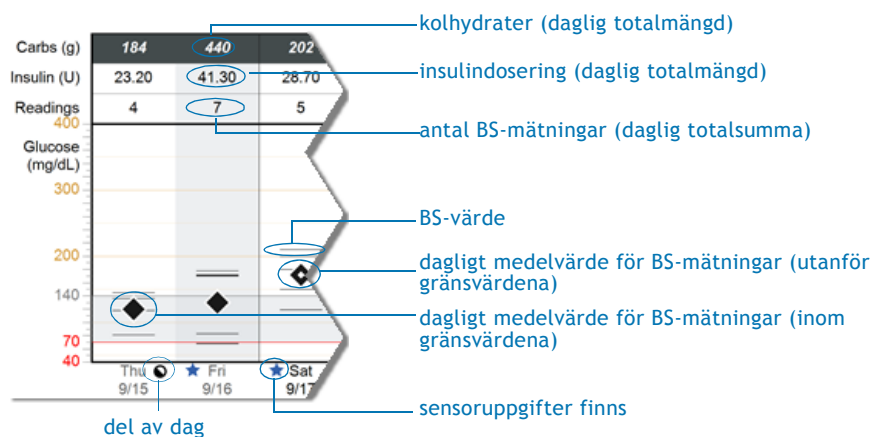 kolhydrater (daglig totalmängd)
Carbs (g) 184 440 202
insulindosering (daglig totalmängd)
Insulin (U) 23.20 41.30 28.70
Readings 4 7 5
antal BS-mätningar (daglig totalsumma)
400
Glucose
(mg/dL)
300
BS-värde
200
dagligt medelvärde för BS-mätningar (utanför
gränsvärdena)
140
dagligt medelvärde för BS-mätningar (inom
gränsvärdena)
70
40
Thu Fri Sat
9/15 9/16 9/17
sensoruppgifter finns
del av dag